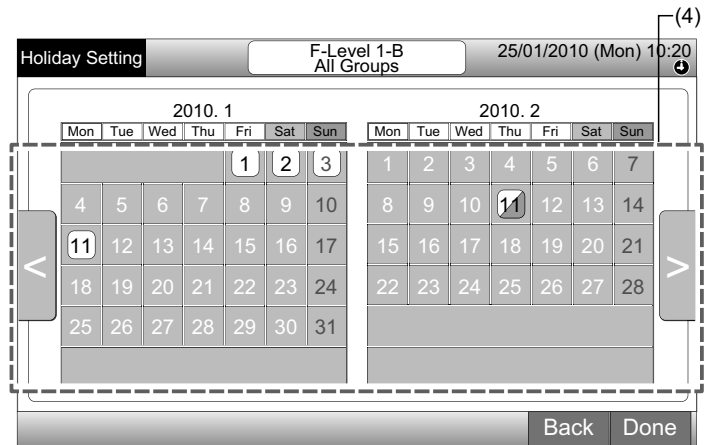 (4)
Holiday Setting
F-Level 1-B
All Groups
25/01/2010 (Mon) 10:20
2010. 1
Mon Tue Wed Thu Fri Sat Sun
1 2 3
4 5 6 7 8 9 10
11 12 13 14 15 16 17
18 19 20 21 22 23 24
25 26 27 28 29 30 31
2010. 2
Mon Tue Wed Thu Fri Sat Sun
1 2 3 4 5 6 7
8 9 10 11 12 13 14
15 16 17 18 19 20 21
22 23 24 25 26 27 28
< >
Back Done